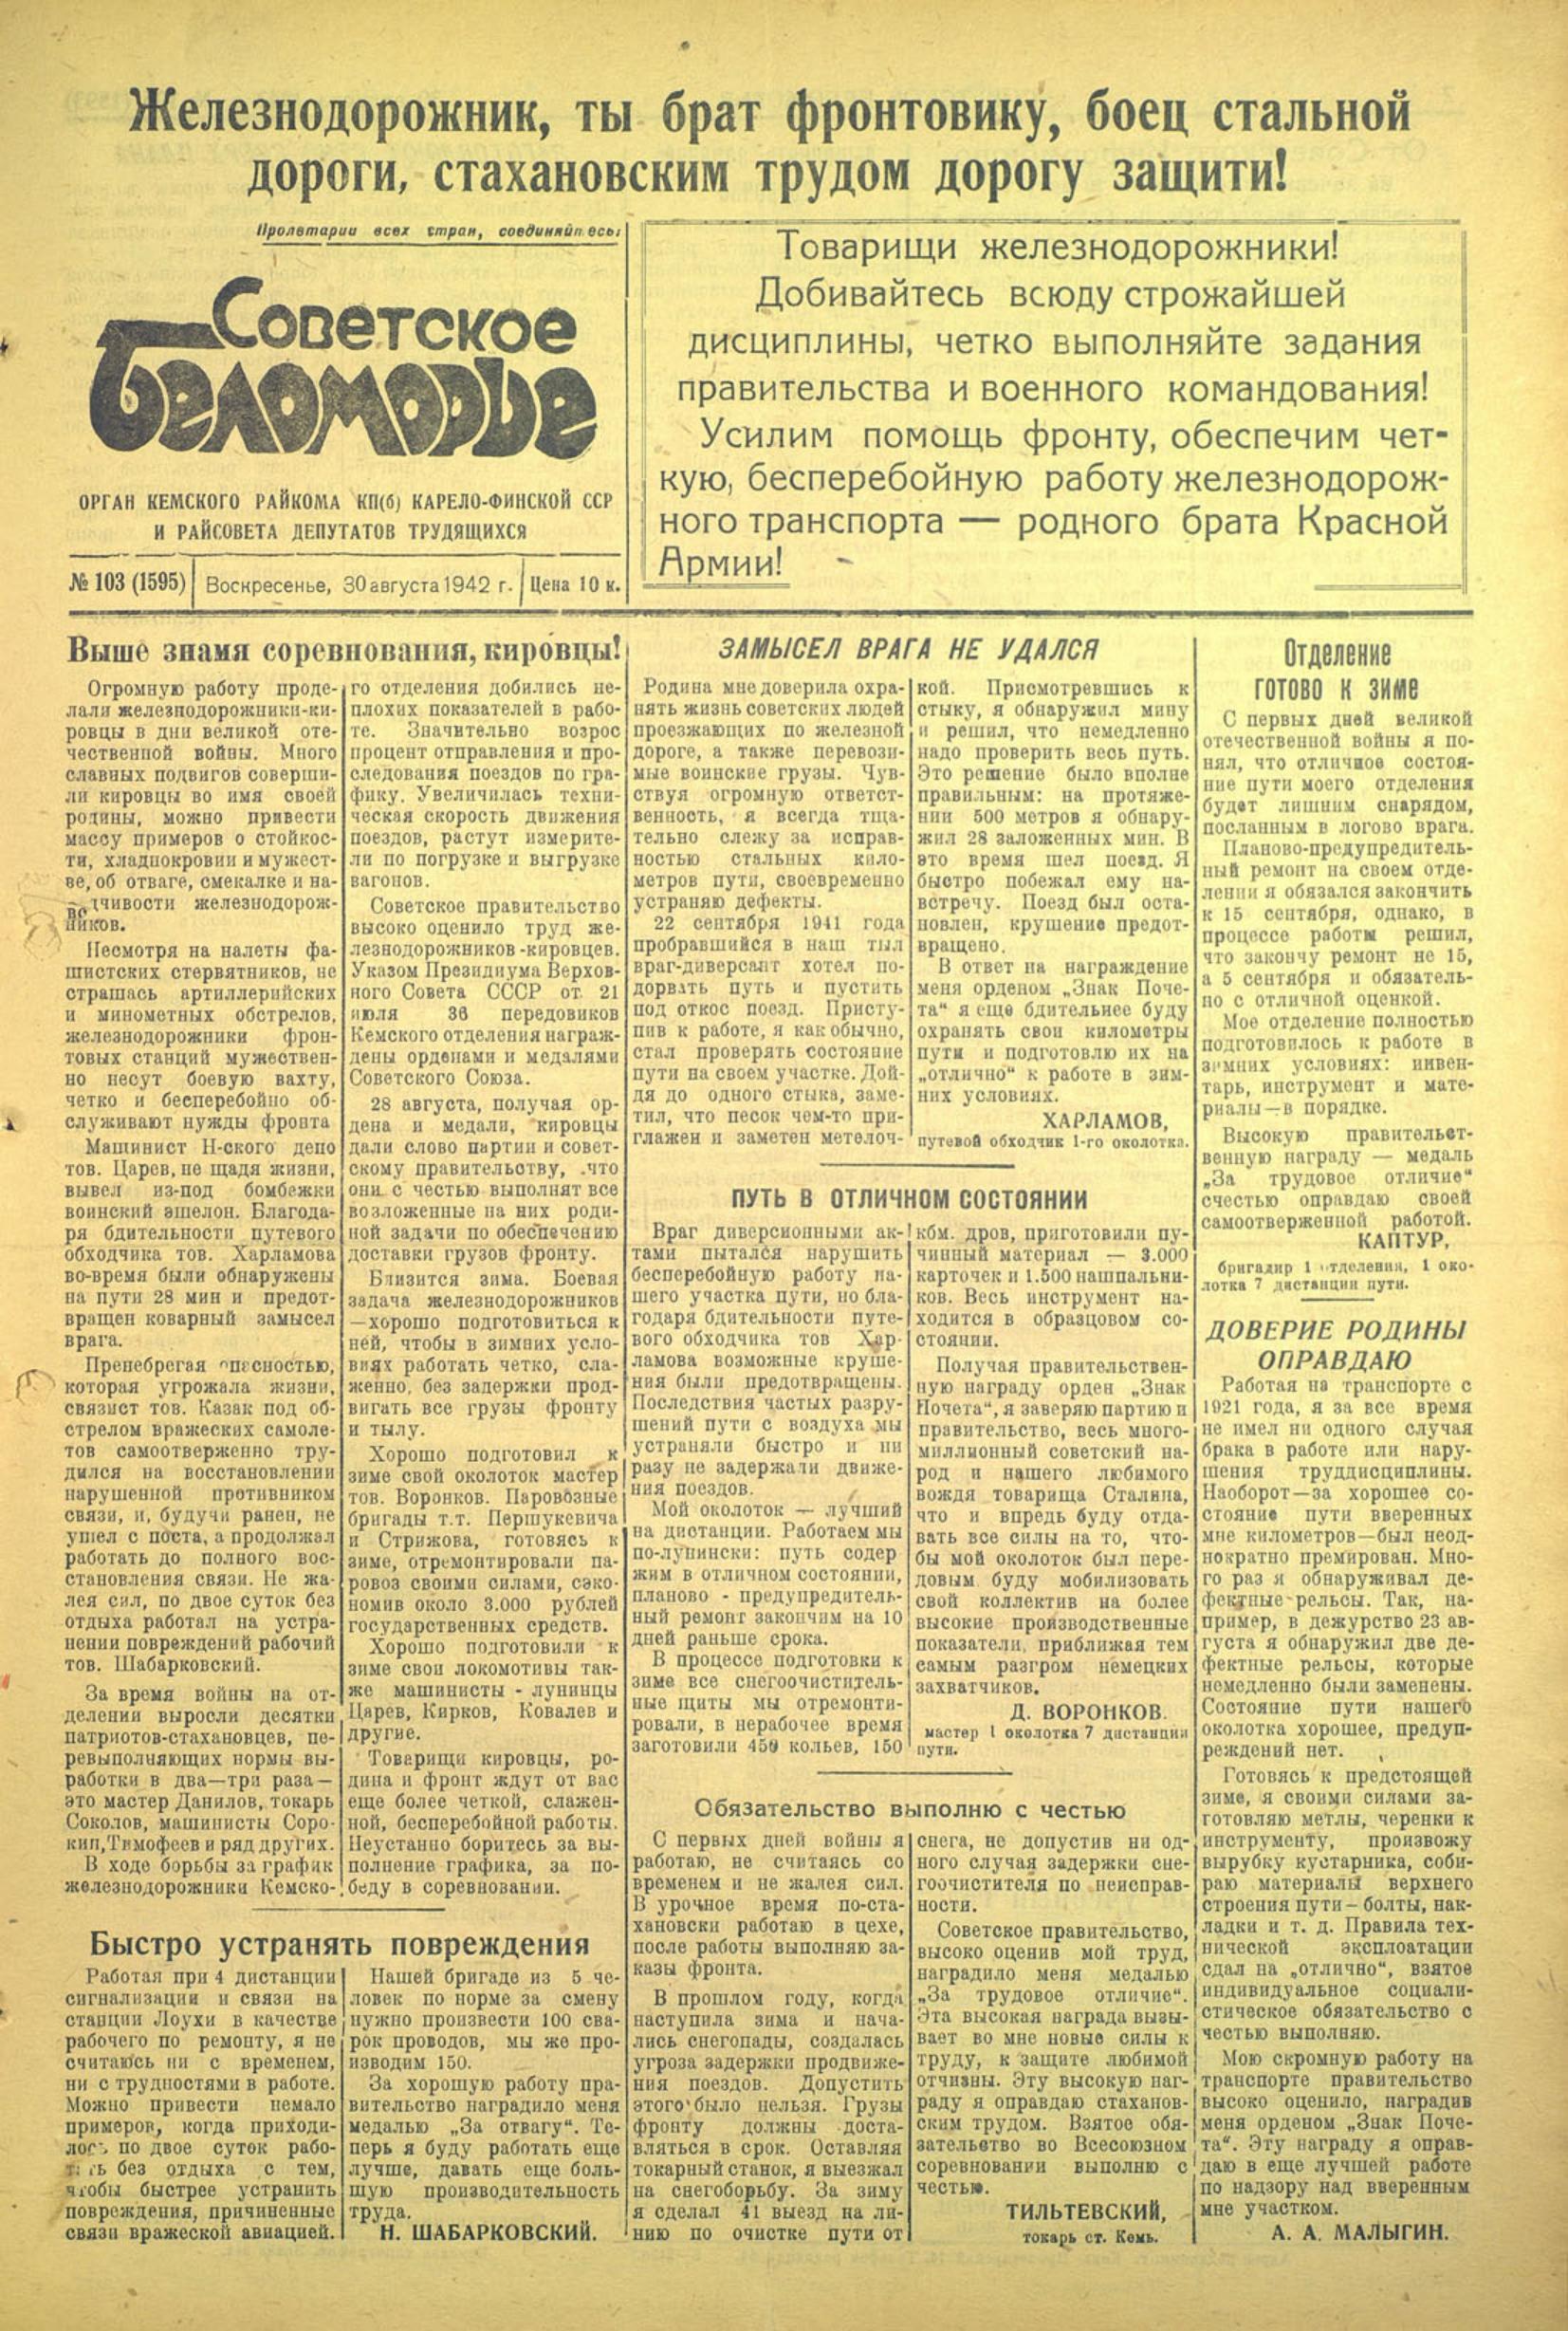 Железнодорожник, ты брат фронтовику, боец стальной
дороги, стахановским трудом дорогу защити!
Пролетарии всех стран, соединяйтесь!
Советское
Беломорье
ОРГАН КЕМСКОГО РАЙКОМА КП(б) КАРЕЛО-ФИНСКОЙ ССР
И РАЙСОВЕТА ДЕПУТАТОВ ТРУДЯЩИХСЯ
№ 103 (1595) Воскресенье, 30 августа 1942 г. Цена 10 к.
Товарищи железнодорожники!
Добивайтесь всюду строжайшей
дисциплины, четко выполняйте задания
правительства и военного командования!
Усилим помощь фронту, обеспечим чет-
кую, бесперебойную работу железнодорож-
ного транспорта — родного брата Красной
Армии!
Выше знамя соревнования, кировцы!
Огромную работу проде-
лали железнодорожники-ки-
ровцы в дни великой оте-
чественной войны. Много
славных подвигов соверши-
ли кировцы во имя своей
родины, можно привести
массу примеров о стойкос-
ти, хладнокровии и мужест-
ве, об отваге, смекалке и на-
ходчивости железнодорож-
ников.
Несмотря на налеты фа-
шистских стервятников, не
страшась артиллерийских
и минометных обстрелов,
железнодорожники фрон-
товых станций мужествен-
но несут боевую вахту,
четко и бесперебойно об-
служивают нужды фронта
Машинист Н-ского депо
тов. Царев, не щадя жизни,
вывел из-под бомбежки
воинский эшелон. Благода-
ря бдительности путевого
обходчика тов. Харламова
во-время были обнаружены
на пути 28 мин и предот-
вращен коварный замысел
врага.
Пренебрегая опасностью,
которая угрожала жизни,
связист тов. Казак под об-
стрелом вражеских самоле-
тов самоотверженно тру-
дился на восстановлении
нарушенной противником
связи, и, будучи ранен, не
ушел с поста, а продолжал
работать до полного вос-
становления связи. Не жа-
лея сил, по двое суток без
отдыха работал на устра-
нении повреждений рабочий
тов. Шабарковский.
За время войны на от-
делении выросли десятки
патриотов-стахановцев, пе-
ревыполняющих нормы вы-
работки в два—три раза—
это мастер Данилов, токарь
Соколов, машинисты Соро-
кин, Тимофеев и ряд других.
В ходе борьбы за график
железнодорожники Кемско-
го отделения добились не-
плохих показателей в рабо-
те. Значительно возрос
процент отправления и про-
следования поездов по гра-
фику. Увеличилась техни-
ческая скорость движения
поездов, растут измерите-
ли по погрузке и выгрузке
вагонов.
Советское правительство
высоко оценило труд же-
лезнодорожников-кировцев.
Указом Президиума Верхов-
ного Совета СССР от 21
июля 36 передовиков
Кемского отделения награж-
дены орденами и медалями
Советского Союза.
28 августа, получая ор-
дена и медали, кировцы
дали слово партии и совет-
скому правительству, что
они с честью выполнят все
возложенные на них роди-
ной задачи по обеспечению
доставки грузов фронту.
Близится зима. Боевая
задача железнодорожников
—хорошо подготовиться к
ней, чтобы в зимних усло-
виях работать четко, сла-
женно, без задержки прод-
вигать все грузы фронту
и тылу.
Хорошо подготовил к
зиме свой околоток мастер
тов. Воронков. Паровозные
бригады т.т. Першукевича
и Стрижова, готовясь к
зиме, отремонтировали па-
ровоз своими силами, сэко-
номив около 3.000 рублей
государственных средств.
Хорошо подготовили к
зиме свои локомотивы так-
же машинисты - лунинцы
Царев, Кирков, Ковалев и
другие.
Товарищи кировцы, ро-
дина и фронт ждут от вас
еще более четкой, слажен-
ной, бесперебойной работы.
Неустанно боритесь за вы-
полнение графика, за по-
беду в соревновании.
Быстро устранять повреждения
Работая при 4 дистанции
сигнализации и связи на
станции Лоухи в качестве
рабочего по ремонту, я не
считаюсь ни с временем,
ни с трудностями в работе.
Можно привести немало
примеров, когда приходи-
лось по двое суток рабо-
тать без отдыха с тем,
чтобы быстрее устранить
повреждения, причиненные
связи вражеской авиацией.
Нашей бригаде из 5 че-
ловек по норме за смену
нужно произвести 100 сва-
рок проводов, мы же про-
изводим 150.
За хорошую работу пра-
вительство наградило меня
медалью „За отвагу“. Те-
перь я буду работать еще
лучше, давать еще боль-
шую производительность
труда.
Н. ШАБАРКОВСКИЙ.
ЗАМЫСЕЛ ВРАГА НЕ УДАЛСЯ
Родина мне доверила охра-
нять жизнь советских людей
проезжающих по железной
дороге, а также перевози-
мые воинские грузы. Чув-
ствуя огромную ответст-
венность, я всегда тща-
тельно слежу за исправ-
ностью стальных кило-
метров пути, своевременно
устраняю дефекты.
22 сентября 1941 года
пробравшийся в наш тыл
враг-диверсант хотел по-
дорвать путь и пустить
под откос поезд. Присту-
пив к работе, я как обычно,
стал проверять состояние
пути на своем участке. Дой-
дя до одного стыка, заме-
тил, что песок чем-то при-
глажен и заметен метелоч-
кой. Присмотревшись к
стыку, я обнаружил мину
и решил, что немедленно
надо проверить весь путь.
Это решение было вполне
правильным: на протяже-
нии 500 метров я обнару-
жил 28 заложенных мин. В
это время шел поезд. Я
быстро побежал ему на-
встречу. Поезд был оста-
новлен, крушение предот-
вращено.
В ответ на награждение
меня орденом „Знак Поче-
та“ я еще бдительнее буду
охранять свои километры
пути и подготовлю их на
„отлично“ к работе в зим-
них условиях.
ХАРЛАМОВ,
путевой обходчик 1-го околотка.
ПУТЬ В ОТЛИЧНОМ СОСТОЯНИИ
Враг диверсионными ак-
тами пытался нарушить
бесперебойную работу на-
шего участка пути, но бла-
годаря бдительности путе-
вого обходчика тов Хар-
ламова возможные круше-
ния были предотвращены.
Последствия частых разру-
шений пути с воздуха мы
устраняли быстро и ни
разу не задержали движе-
ния поездов.
Мой околоток — лучший
на дистанции. Работаем мы
по-лунински: путь содер
жим в отличном состоянии,
планово - предупредитель-
ный ремонт закончим на 10
дней раньше срока.
В процессе подготовки к
зиме все снегоочиститель-
ные щиты мы отремонти-
ровали, в нерабочее время
заготовили 450 кольев, 150
кбм. дров, приготовили пу-
чинный материал — 3.000
карточек и 1.500 нашпальни-
ков. Весь инструмент на-
ходится в образцовом со-
стоянии.
Получая правительствен-
ную награду орден „Знак
Почета“, я заверяю партию и
правительство, весь много-
миллионный советский на-
род и нашего любимого
вождя товарища Сталина,
что и впредь буду отда-
вать все силы на то, что-
бы мой околоток был пере-
довым буду мобилизовать
свой коллектив на более
высокие производственные
показатели, приближая тем
самым разгром немецких
захватчиков.
Д. ВОРОНКОВ.
мастер 1 околотка 7 дистанции
пути.
Обязательство выполню с честью
С первых дней войны я
работаю, не считаясь со
временем и не жалея сил.
В урочное время по-ста-
хановски работаю в цехе,
после работы выполняю за-
казы фронта.
В прошлом году, когда
наступила зима и нача-
лись снегопады, создалась
угроза задержки продвиже-
ния поездов. Допустить
этого было нельзя. Грузы
фронту должны доста-
вляться в срок. Оставляя
токарный станок, я выезжал
на снегоборьбу. За зиму
я сделал 41 выезд на ли-
нию по очистке пути от
снега, не допустив ни од-
ного случая задержки сне-
гоочистителя по неисправ-
ности.
Советское правительство,
высоко оценив мой труд,
наградило меня медалью
„За трудовое отличие“.
Эта высокая награда вызы-
вает во мне новые силы к
труду, к защите любимой
отчизны. Эту высокую наг-
раду я оправдаю стаханов-
ским трудом. Взятое обя-
зательство во Всесоюзном
соревновании выполню с
честью.
ТИЛЬТЕВСКИЙ,
токарь ст. Кемь.
Отделение
ГОТОВО К ЗИМЕ
С первых дней великой
отечественной войны я по-
нял, что отличное состоя-
ние пути моего отделения
будет лишним снарядом,
посланным в логово врага.
Планово-предупредитель-
ный ремонт на своем отде-
лении я обязался закончить
к 15 сентября, однако, в
процессе работы решил,
что закончу ремонт не 15,
а 5 сентября и обязатель-
но с отличной оценкой.
Мое отделение полностью
подготовилось к работе в
зимних условиях: инвен-
тарь, инструмент и мате-
риалы—в порядке.
Высокую правительст-
венную награду — медаль
„За трудовое отличие“
счестью оправдаю своей
самоотверженной работой.
КАПТУР,
бригадир 1 отделения, 1 око-
лотка 7 дистанции пути.
ДОВЕРИЕ РОДИНЫ
ОПРАВДАЮ
Работая на транспорте с
1921 года, я за все время
не имел ни одного случая
брака в работе или нару-
шения труддисциплины.
Наоборот—за хорошее со-
стояние пути вверенных
мне километров—был неод-
нократно премирован. Мно-
го раз я обнаруживал де-
фектные рельсы. Так, на-
пример, в дежурство 23 ав-
густа я обнаружил две де-
фектные рельсы, которые
немедленно были заменены.
Состояние пути нашего
околотка хорошее, предуп-
реждений нет.
Готовясь к предстоящей
зиме, я своими силами за-
готовляю метлы, черенки к
инструменту, произвожу
вырубку кустарника, соби-
раю материалы верхнего
строения пути—болты, нак-
ладки и т. д. Правила тех-
нической эксплоатации
сдал на „отлично“, взятое
индивидуальное социали-
стическое обязательство с
честью выполняю.
Мою скромную работу на
транспорте правительство
высоко оценило, наградив
меня орденом „Знак Поче-
та“. Эту награду я оправ-
даю в еще лучшей работе
по надзору над вверенным
мне участком.
А. А. МАЛЫГИН.